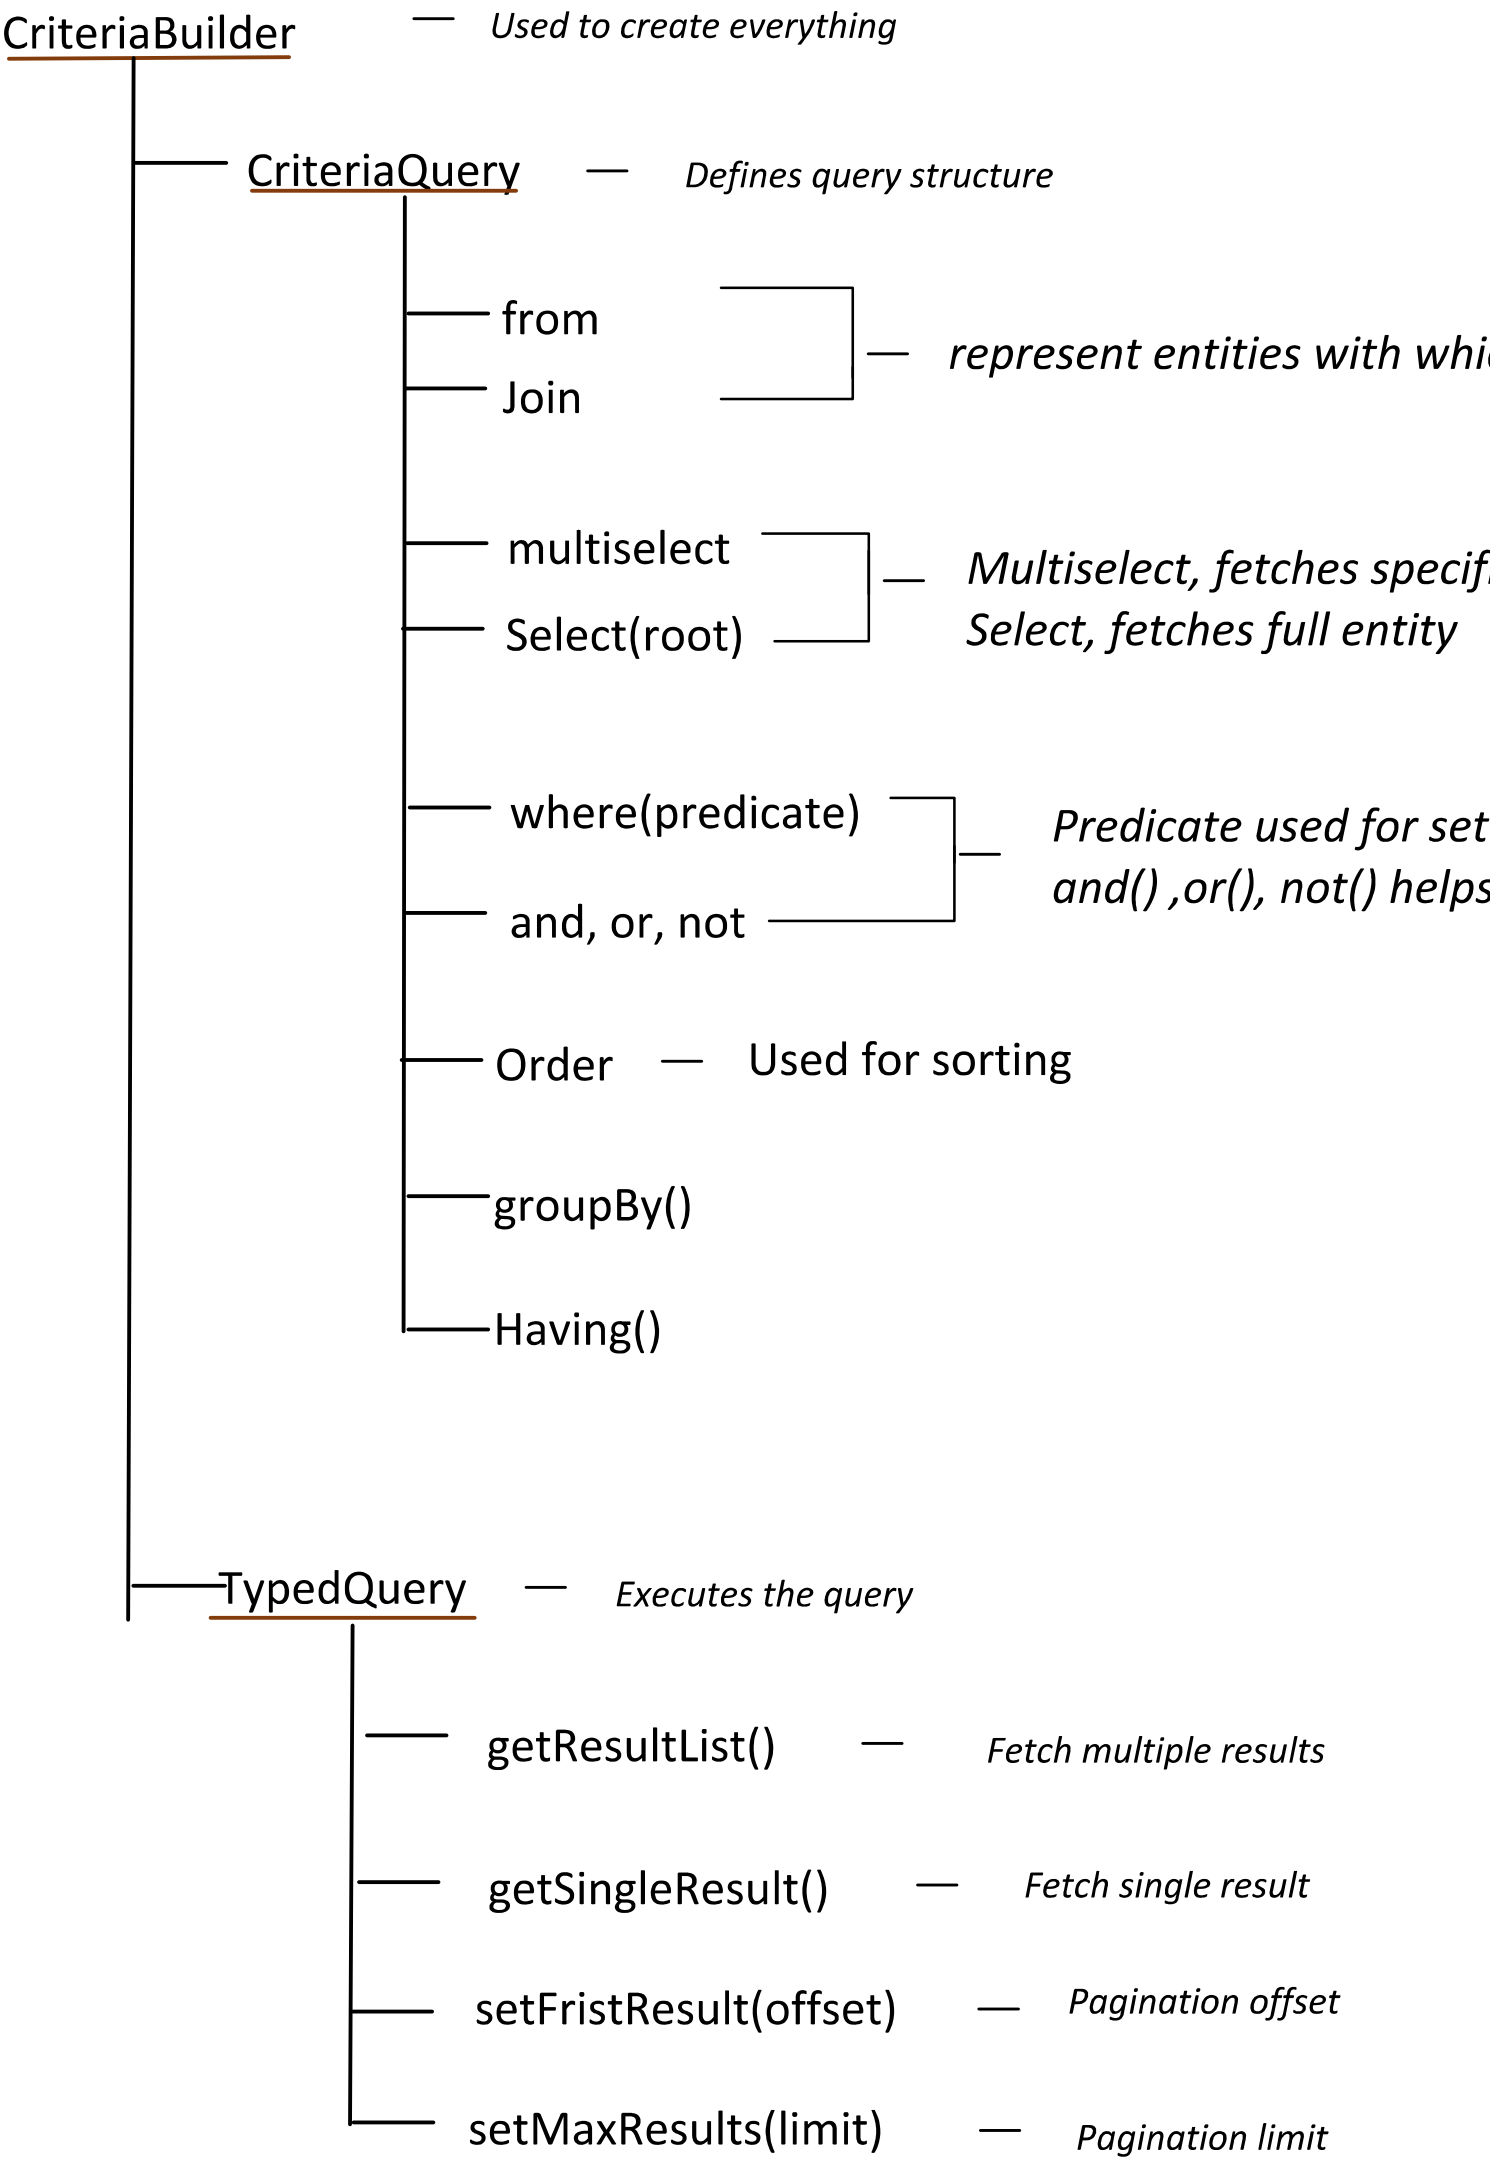 CriteriaBuilder — Used to create everything
CriteriaQuery — Defines query structure
from
Join
— represent entities with
multiselect
Select(root)
— Multiselect, fetches
Select, fetches full entity
where(predicate)
and, or, not
— Predicate used for
and() ,or(), not() helps
Order — Used for sorting
groupBy()
Having()
TypedQuery — Executes the query
getResultList() — Fetch multiple results
getSingleResult() — Fetch single result
setFristResult(offset) — Pagination offset
setMaxResults(limit) — Pagination limit